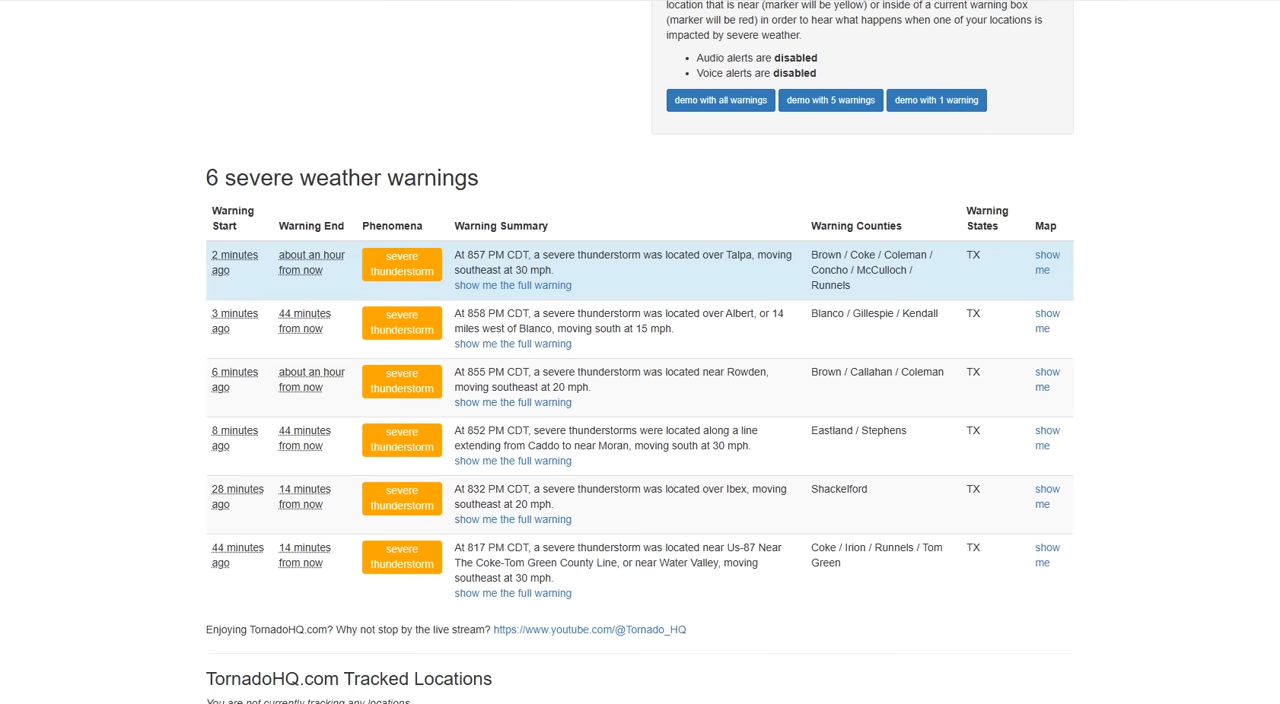 location that is near (marker will be yellow) or inside of a current warning box
(marker will be red) in order to hear what happens when one of your locations is
impacted by severe weather.
Audio alerts are disabled
Voice alerts are disabled
demo with all warnings demo with 5 warnings demo with 1 warning
6 severe weather warnings
Warning Start Warning End Phenomena Warning Summary Warning Counties Warning States Map
2 minutes ago
about an hour from now
severe thunderstorm
At 857 PM CDT, a severe thunderstorm was located over Talpa, moving
southeast at 30 mph.
show me the full warning
Brown / Coke / Coleman /
Concho / McCulloch /
Runnels
TX
show me
3 minutes ago
44 minutes from now
severe thunderstorm
At 858 PM CDT, a severe thunderstorm was located over Albert, or 14
miles west of Blanco, moving south at 15 mph.
show me the full warning
Blanco / Gillespie / Kendall
TX
show me
6 minutes ago
about an hour from now
severe thunderstorm
At 855 PM CDT, a severe thunderstorm was located near Rowden,
moving southeast at 20 mph.
show me the full warning
Brown / Callahan / Coleman
TX
show me
8 minutes ago
44 minutes from now
severe thunderstorm
At 852 PM CDT, severe thunderstorms were located along a line
extending from Caddo to near Moran, moving south at 30 mph.
show me the full warning
Eastland / Stephens
TX
show me
28 minutes ago
14 minutes from now
severe thunderstorm
At 832 PM CDT, a severe thunderstorm was located over Ibex, moving
southeast at 20 mph.
show me the full warning
Shackelford
TX
show me
44 minutes ago
14 minutes from now
severe thunderstorm
At 817 PM CDT, a severe thunderstorm was located near Us-87 Near
The Coke-Tom Green County Line, or near Water Valley, moving
southeast at 30 mph.
show me the full warning
Coke / Irion / Runnels / Tom
Green
TX
show me
Enjoying TornadoHQ.com? Why not stop by the live stream? https://www.youtube.com/@Tornado_HQ
TornadoHQ.com Tracked Locations
You are not currently tracking any locations